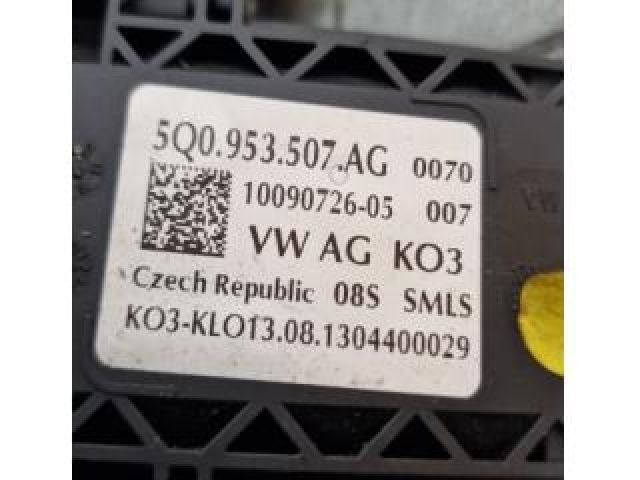 5Q0.953.507.AG 0070
10090726-05 007
VW AG KO3
Czech Republic 08S SMLS
KO3-KLO13.08.1304400029